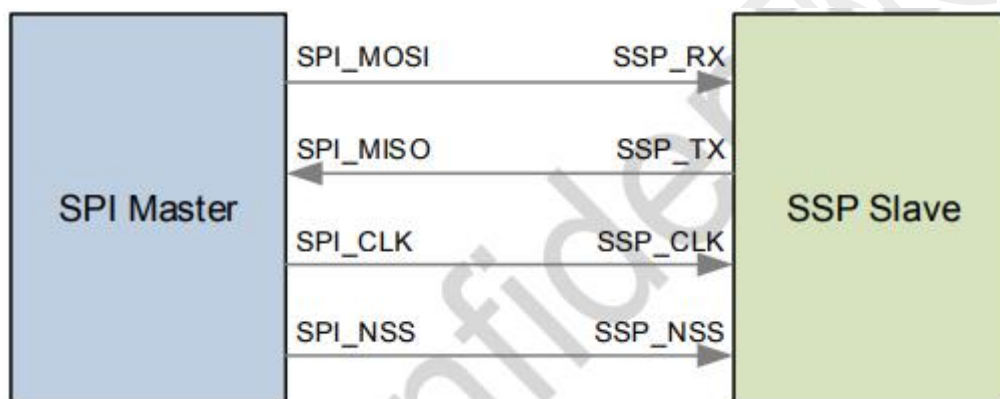 SPI_MOSI SSP_RX
SPI_MISO SSP_TX
SPI Master SSP Slave
SPI_CLK SSP_CLK
SPI_NSS SSP_NSS